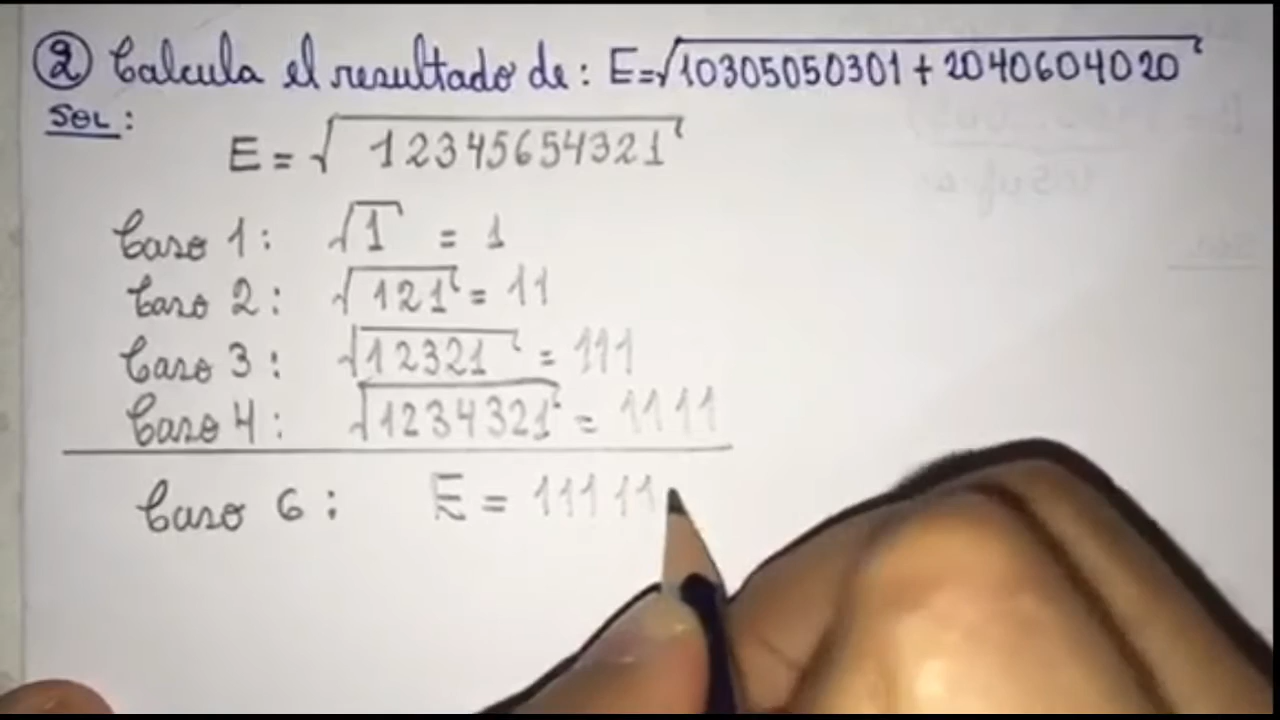 ② Calcula el resultado de: E=√10305050301 + 2040604020
SOL:
E = √12345654321
Caso 1: √1 = 1
Caso 2: √121 = 11
Caso 3: √12321 = 111
Caso 4: √1234321 = 1111
Caso 6: E = 11111